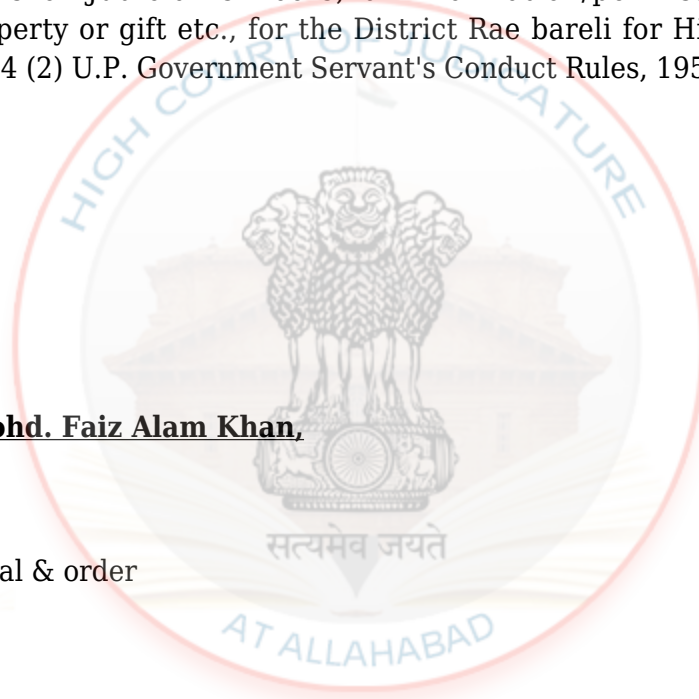 perty or gift etc., for the District Rae bareli for Hi
4 (2) U.P. Government Servant's Conduct Rules, 195
HIGH COURT OF JUDICATURE
ohd. Faiz Alam Khan,
सत्यमेव जयते
al & order
AT ALLAHABAD